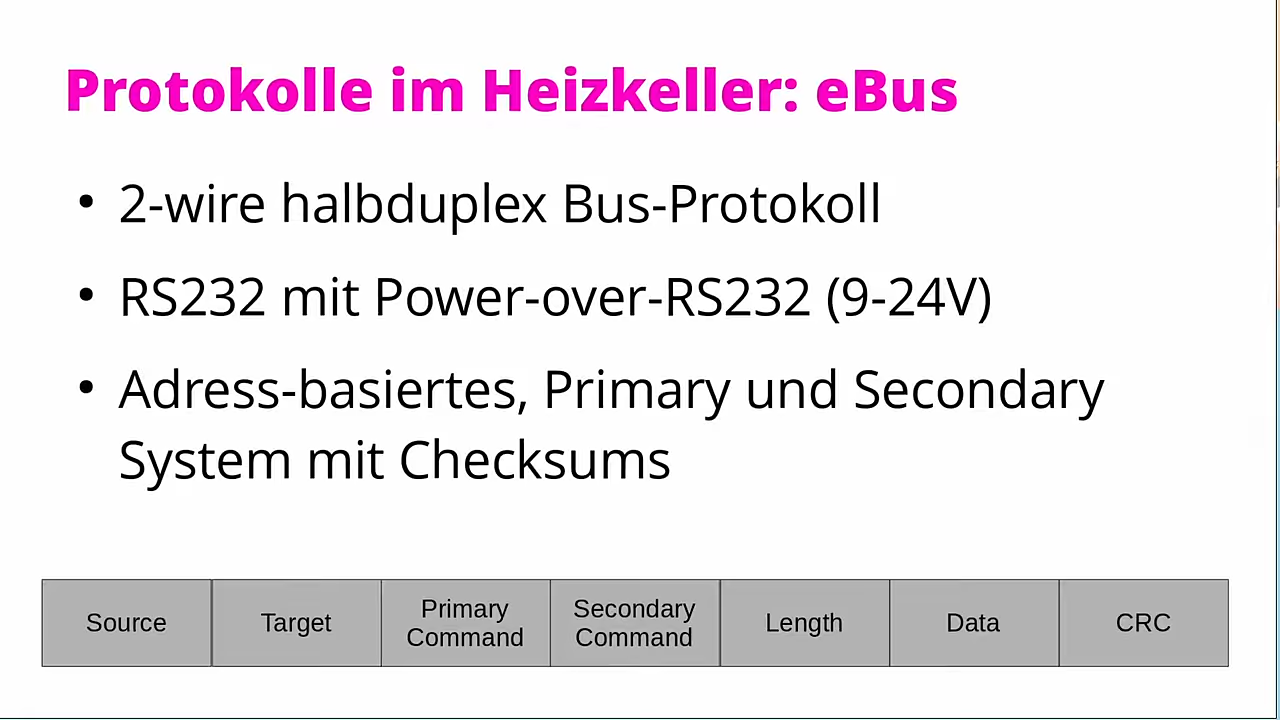 Protokolle im Heizkeller: eBus
• 2-wire halbduplex Bus-Protokoll
• RS232 mit Power-over-RS232 (9-24V)
• Adress-basiertes, Primary und Secondary
System mit Checksums
Source Target Primary Command Secondary Command Length Data CRC